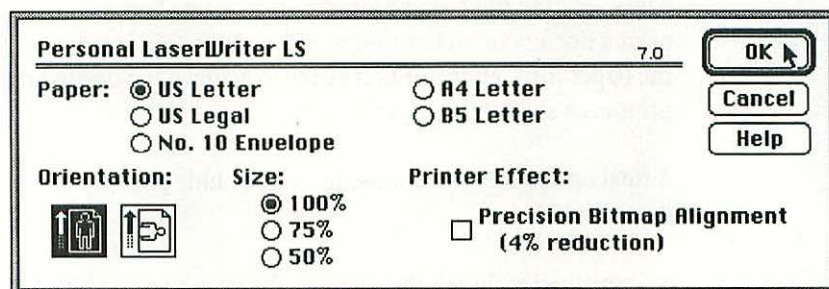 Personal LaserWriter LS 7.0 OK
Paper: US Letter A4 Letter Cancel
US Legal B5 Letter
No. 10 Envelope Help
Orientation: Size: Printer Effect:
100%
75% Precision Bitmap Alignment
50% (4% reduction)